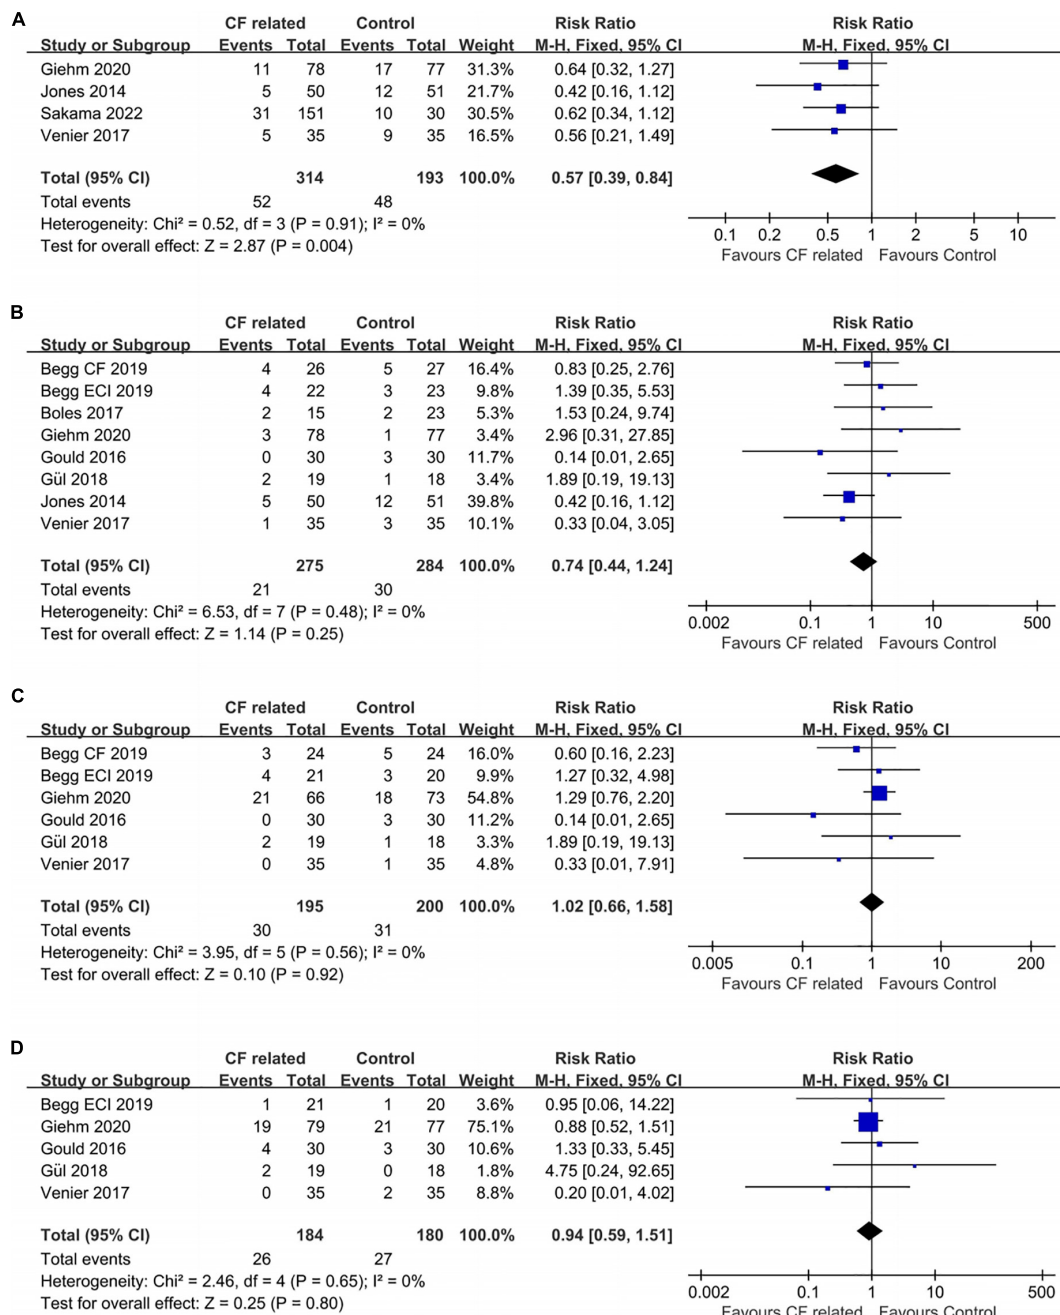 A
CF related Control Risk Ratio Risk Ratio
Study or Subgroup Events Total Events Total Weight M-H, Fixed, 95% CI M-H, Fixed, 95% CI
Giehm 2020 11 78 17 77 31.3% 0.64 [0.32, 1.27]
Jones 2014 5 50 12 51 21.7% 0.42 [0.16, 1.12]
Sakama 2022 31 151 10 30 30.5% 0.62 [0.34, 1.12]
Venier 2017 5 35 9 35 16.5% 0.56 [0.21, 1.49]
Total (95% CI) 314 193 100.0% 0.57 [0.39, 0.84]
Total events 52 48
Heterogeneity: Chi² = 0.52, df = 3 (P = 0.91); I² = 0%
Test for overall effect: Z = 2.87 (P = 0.004)
0.1 0.2 0.5 1 2 5 10
Favours CF related Favours Control
B
CF related Control Risk Ratio Risk Ratio
Study or Subgroup Events Total Events Total Weight M-H, Fixed, 95% CI M-H, Fixed, 95% CI
Begg CF 2019 4 26 5 27 16.4% 0.83 [0.25, 2.76]
Begg ECI 2019 4 22 3 23 9.8% 1.39 [0.35, 5.53]
Boles 2017 2 15 2 23 5.3% 1.53 [0.24, 9.74]
Giehm 2020 3 78 1 77 3.4% 2.96 [0.31, 27.85]
Gould 2016 0 30 3 30 11.7% 0.14 [0.01, 2.65]
Gül 2018 2 19 1 18 3.4% 1.89 [0.19, 19.13]
Jones 2014 5 50 12 51 39.8% 0.42 [0.16, 1.12]
Venier 2017 1 35 3 35 10.1% 0.33 [0.04, 3.05]
Total (95% CI) 275 284 100.0% 0.74 [0.44, 1.24]
Total events 21 30
Heterogeneity: Chi² = 6.53, df = 7 (P = 0.48); I² = 0%
Test for overall effect: Z = 1.14 (P = 0.25)
0.002 0.1 1 10 500
Favours CF related Favours Control
C
CF related Control Risk Ratio Risk Ratio
Study or Subgroup Events Total Events Total Weight M-H, Fixed, 95% CI M-H, Fixed, 95% CI
Begg CF 2019 3 24 5 24 16.0% 0.60 [0.16, 2.23]
Begg ECI 2019 4 21 3 20 9.9% 1.27 [0.32, 4.98]
Giehm 2020 21 66 18 73 54.8% 1.29 [0.76, 2.20]
Gould 2016 0 30 3 30 11.2% 0.14 [0.01, 2.65]
Gül 2018 2 19 1 18 3.3% 1.89 [0.19, 19.13]
Venier 2017 0 35 1 35 4.8% 0.33 [0.01, 7.91]
Total (95% CI) 195 200 100.0% 1.02 [0.66, 1.58]
Total events 30 31
Heterogeneity: Chi² = 3.95, df = 5 (P = 0.56); I² = 0%
Test for overall effect: Z = 0.10 (P = 0.92)
0.005 0.1 1 10 200
Favours CF related Favours Control
D
CF related Control Risk Ratio Risk Ratio
Study or Subgroup Events Total Events Total Weight M-H, Fixed, 95% CI M-H, Fixed, 95% CI
Begg ECI 2019 1 21 1 20 3.6% 0.95 [0.06, 14.22]
Giehm 2020 19 79 21 77 75.1% 0.88 [0.52, 1.51]
Gould 2016 4 30 3 30 10.6% 1.33 [0.33, 5.45]
Gül 2018 2 19 0 18 1.8% 4.75 [0.24, 92.65]
Venier 2017 0 35 2 35 8.8% 0.20 [0.01, 4.02]
Total (95% CI) 184 180 100.0% 0.94 [0.59, 1.51]
Total events 26 27
Heterogeneity: Chi² = 2.46, df = 4 (P = 0.65); I² = 0%
Test for overall effect: Z = 0.25 (P = 0.80)
0.002 0.1 1 10 500
Favours CF related Favours Control